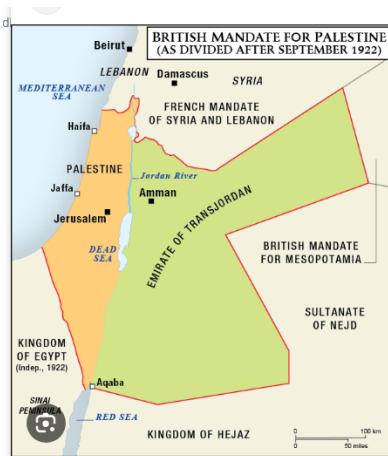 d
BRITISH MANDATE FOR PALESTINE
(AS DIVIDED AFTER SEPTEMBER 1922)
Beirut
LEBANON
Damascus
SYRIA
MEDITERRANEAN
SEA
FRENCH MANDATE
OF SYRIA AND LEBANON
Haifa
PALESTINE
Jordan River
Jaffa
Amman
Jerusalem
EMIRATE OF TRANSJORDAN
DEAD
SEA
BRITISH MANDATE
FOR MESOPOTAMIA
SULTANATE
OF NEJD
KINGDOM
OF EGYPT
(Indep., 1922)
Aqaba
SINAI
PENINSULA
RED SEA
KINGDOM OF HEJAZ
0 100 km
0 50 miles